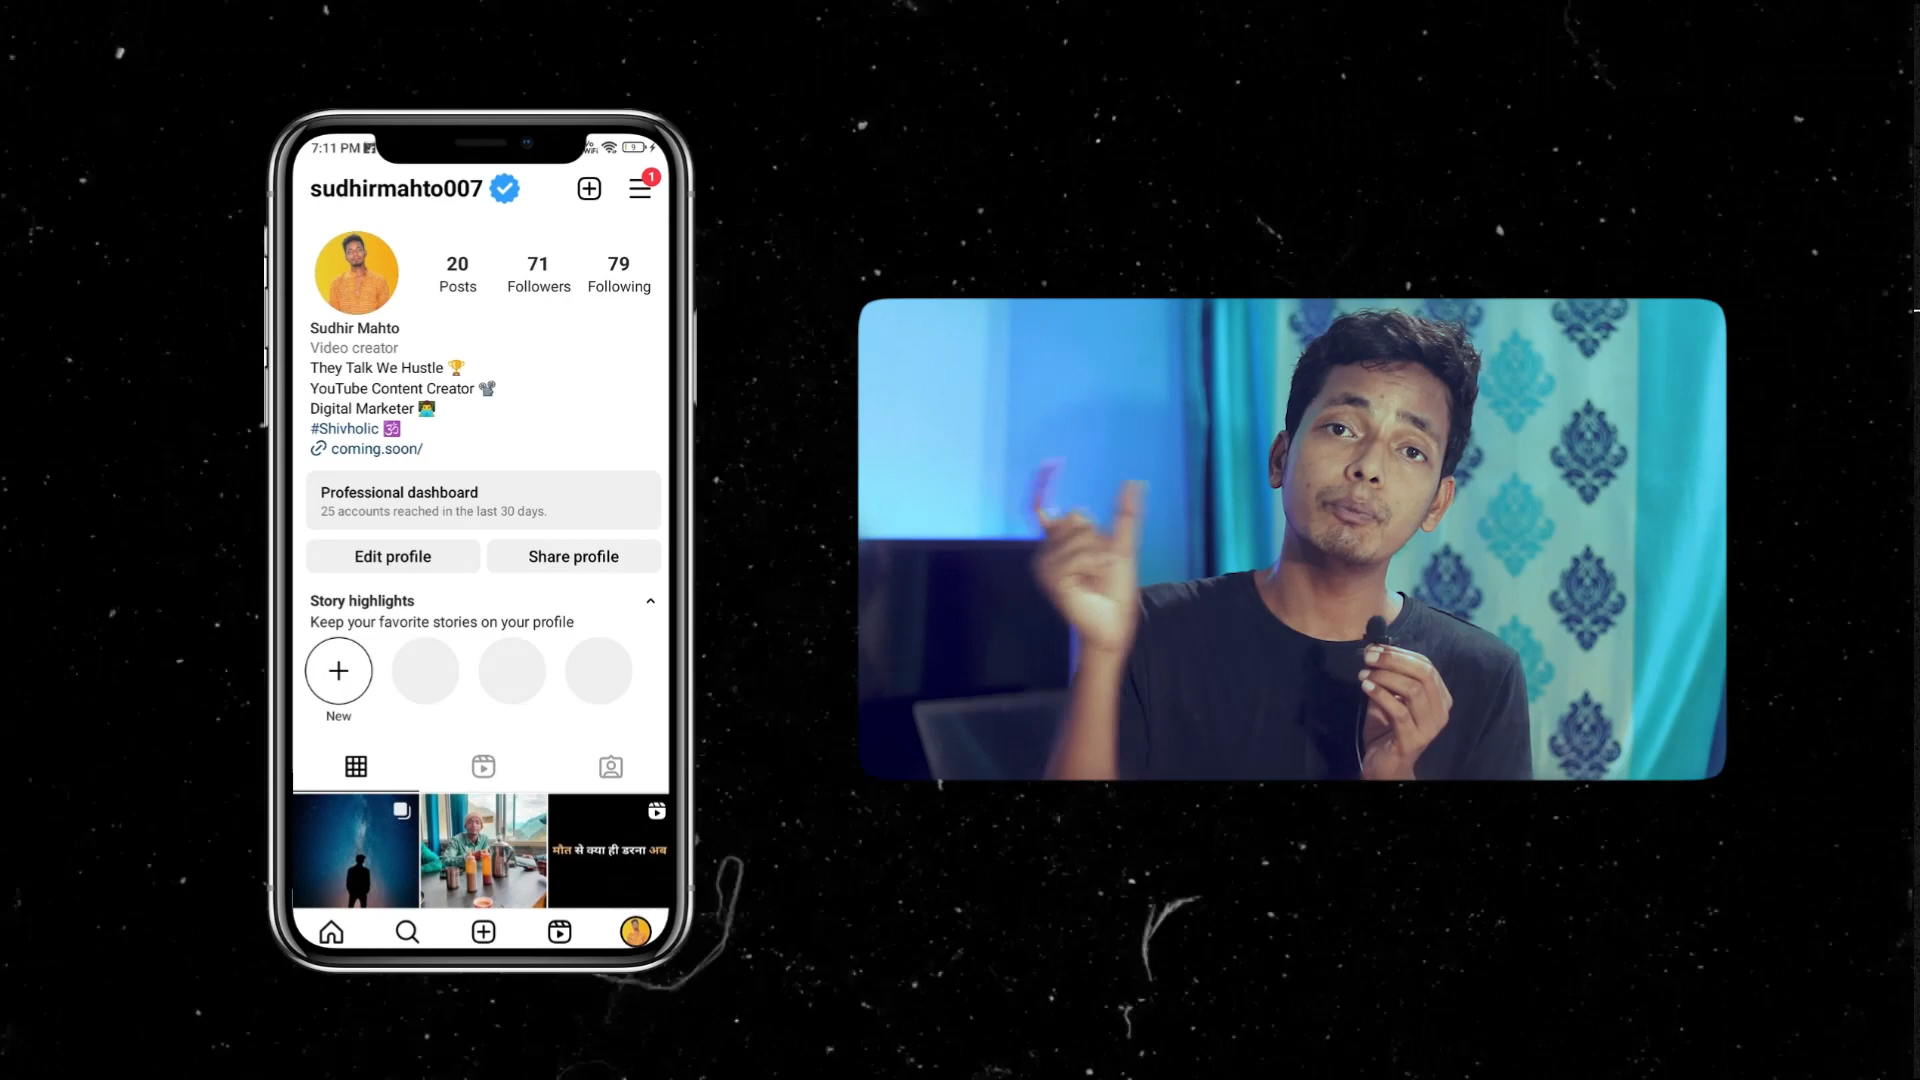 7:11 PM
9
sudhirmahto007
1
20 71 79
Posts Followers Following
Sudhir Mahto
Video creator
They Talk We Hustle 🏆
YouTube Content Creator 📽
Digital Marketer 👨‍💻
#Shivholic 🕉
coming.soon/
Professional dashboard
25 accounts reached in the last 30 days.
Edit profile Share profile
Story highlights
Keep your favorite stories on your profile
New
मौत से क्या ही डरना अब